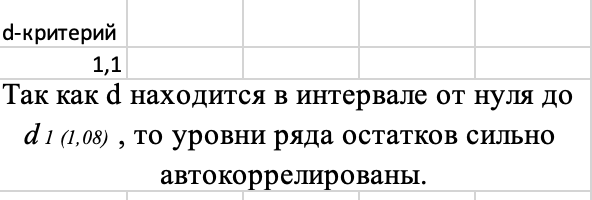 d-критерий
1,1
Так как d находится в интервале от нуля до
d 1 (1,08) , то уровни ряда остатков сильно
автокоррелированы.